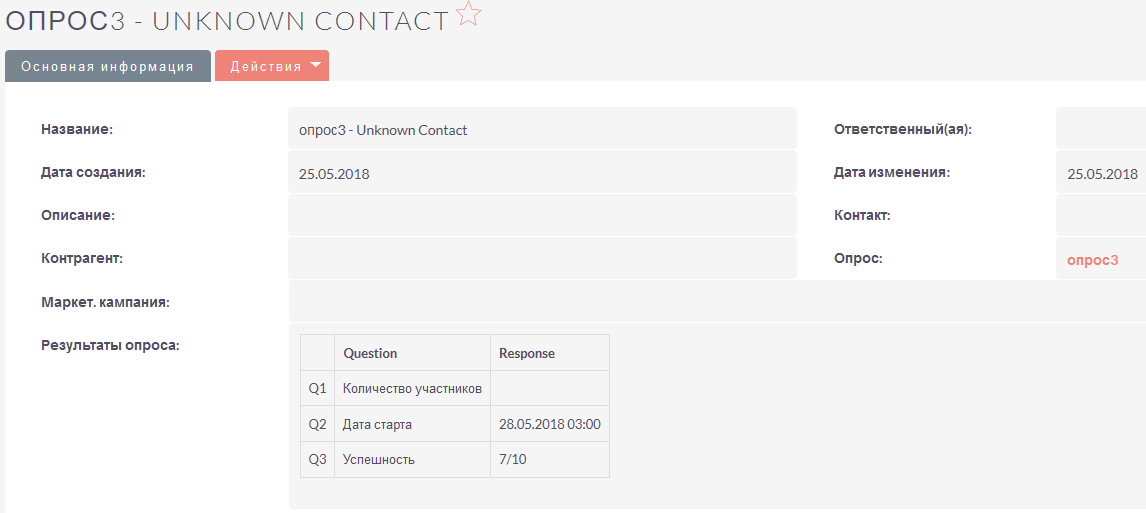 ОПРОС3 - UNKNOWN CONTACT
Основная информация Действия
Название: опрос3 - Unknown Contact Ответственный(ая):
Дата создания: 25.05.2018 Дата изменения: 25.05.2018
Описание: Контакт:
Контрагент: Опрос: опрос3
Маркет. кампания:
Результаты опроса:
Question Response
Q1 Количество участников
Q2 Дата старта 28.05.2018 03:00
Q3 Успешность 7/10